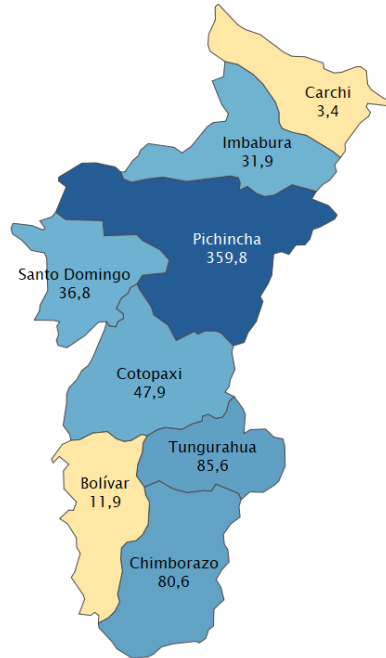 Carchi
3,4
Imbabura
31,9
Pichincha
359,8
Santo Domingo
36,8
Cotopaxi
47,9
Tungurahua
85,6
Bolívar
11,9
Chimborazo
80,6